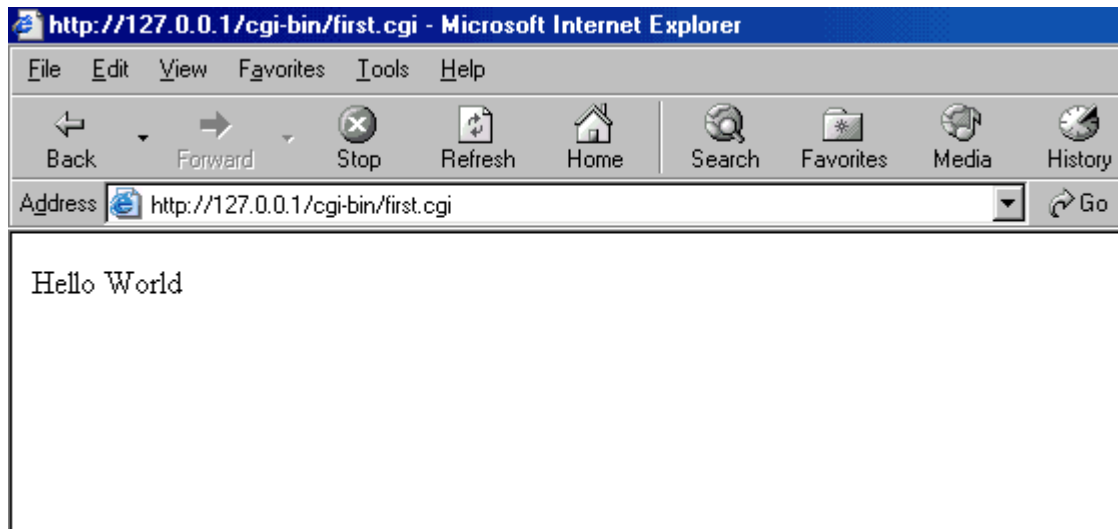 http://127.0.0.1/cgi-bin/first.cgi - Microsoft Internet Explorer
File Edit View Favorites Tools Help
Back Forward Stop Refresh Home Search Favorites Media History
Address http://127.0.0.1/cgi-bin/first.cgi Go
Hello World